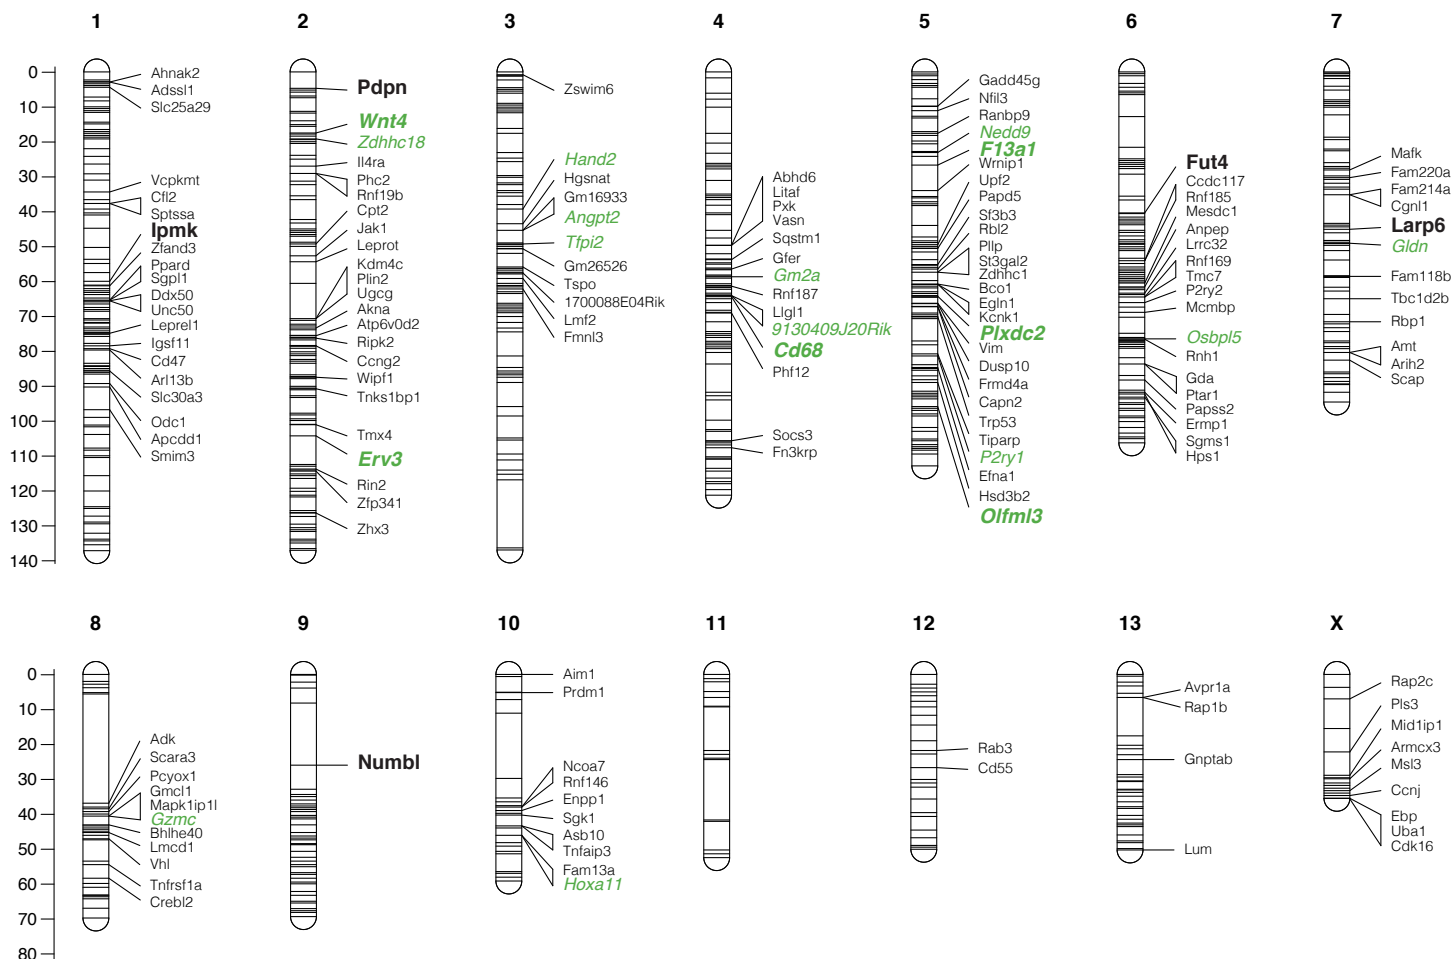 1
2
3
4
5
6
7
0
10
20
30
40
50
60
70
80
90
100
110
120
130
140
Ahnak2
Adssl1
Slc25a29
Vcpkmt
Cfl2
Sptssa
Ipmk
Zfand3
Ppard
Sgpl1
Ddx50
Unc50
Leprel1
Igsf11
Cd47
Arl13b
Slc30a3
Odc1
Apcdd1
Smim3
Pdpn
Wnt4
Zdhhc18
Il4ra
Phc2
Rnf19b
Cpt2
Jak1
Leprot
Kdm4c
Plin2
Ugcg
Akna
Atp6v0d2
Ripk2
Ccng2
Wipf1
Tnks1bp1
Tmx4
Erv3
Rin2
Zfp341
Zhx3
Zswim6
Hand2
Hgsnat
Gm16933
Angpt2
Tfpi2
Gm26526
Tspo
1700088E04Rik
Lmf2
Fmnl3
Abhd6
Litaf
Pxk
Vasn
Sqstm1
Gfer
Gm2a
Rnf187
Llgl1
9130409J20Rik
Cd68
Phf12
Socs3
Fn3krp
Gadd45g
Nfil3
Ranbp9
Nedd9
F13a1
Wrnip1
Upf2
Papd5
Sf3b3
Rbl2
Pllp
St3gal2
Zdhhc1
Bco1
Egln1
Kcnk1
Plxdc2
Vim
Dusp10
Frmd4a
Capn2
Trp53
Tiparp
P2ry1
Efna1
Hsd3b2
Olfml3
Fut4
Ccdc117
Rnf185
Mesdc1
Anpep
Lrrc32
Rnf169
Tmc7
P2ry2
Mcmbp
Osbpl5
Rnh1
Gda
Ptar1
Papss2
Ermp1
Sgms1
Hps1
Mafk
Fam220a
Fam214a
Cgnl1
Larp6
Gldn
Fam118b
Tbc1d2b
Rbp1
Amt
Arih2
Scap
8
9
10
11
12
13
X
0
10
20
30
40
50
60
70
80
Adk
Scara3
Pcyox1
Gmcl1
Mapk1ip1l
Gzmc
Bhlhe40
Lmcd1
Vhl
Tnfrsf1a
Crebl2
Numbl
Aim1
Prdm1
Ncoa7
Rnf146
Enpp1
Sgk1
Asb10
Tnfaip3
Fam13a
Hoxa11
Rab3
Cd55
Avpr1a
Rap1b
Gnptab
Lum
Rap2c
Pls3
Mid1ip1
Armcx3
Msl3
Ccnj
Ebp
Uba1
Cdk16